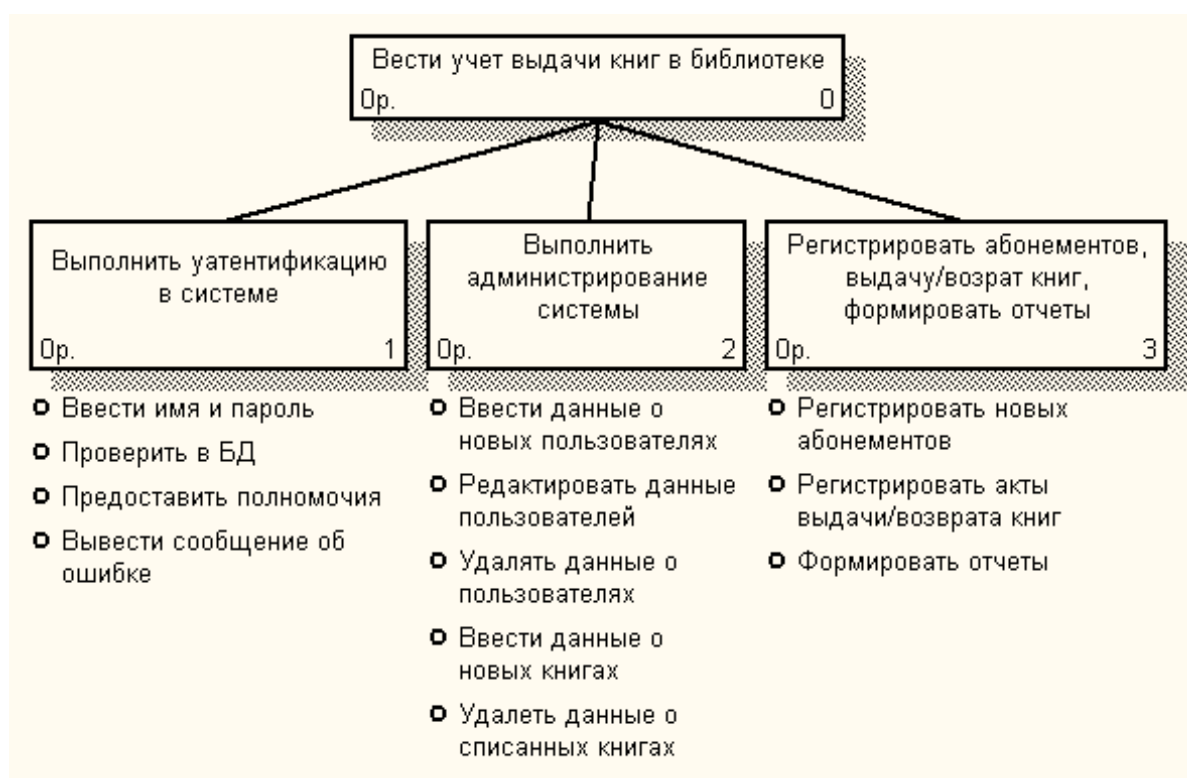 Вести учет выдачи книг в библиотеке
0р. 0
Выполнить уатентификацию
в системе
0р. 1
Выполнить
администрирование
системы
0р. 2
Регистрировать абонементов,
выдачу/возрат книг,
формировать отчеты
0р. 3
Ввести имя и пароль
Проверить в БД
Предоставить полномочия
Вывести сообщение об
ошибке
Ввести данные о
новых пользователях
Редактировать данные
пользователей
Удалять данные о
пользователях
Ввести данные о
новых книгах
Удалеть данные о
списанных книгах
Регистрировать новых
абонементов
Регистрировать акты
выдачи/возврата книг
Формировать отчеты